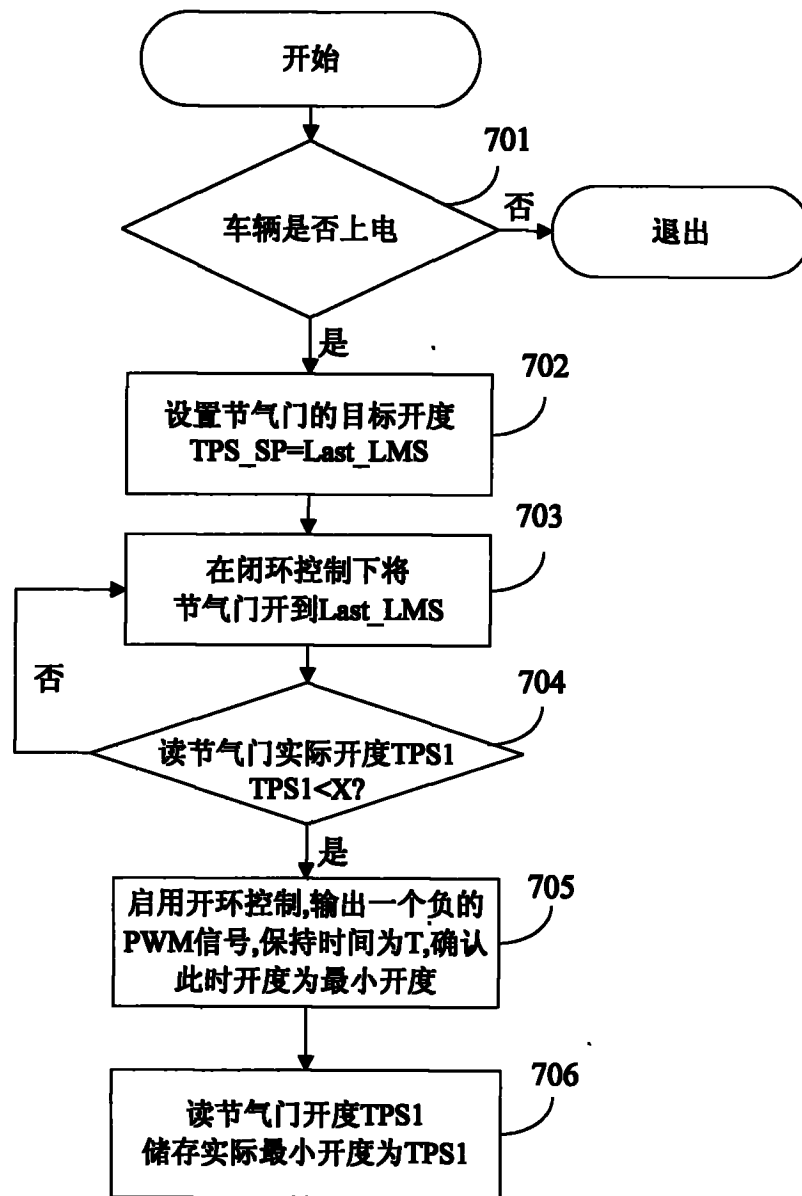 开始
701
车辆是否上电
否
退出
是
702
设置节气门的目标开度
TPS_SP=Last_LMS
703
在闭环控制下将
节气门开到Last_LMS
否
704
读节气门实际开度TPS1
TPS1<X?
是
启用开环控制,输出一个负的
PWM信号,保持时间为T,确认
此时开度为最小开度
705
706
读节气门开度TPS1
储存实际最小开度为TPS1